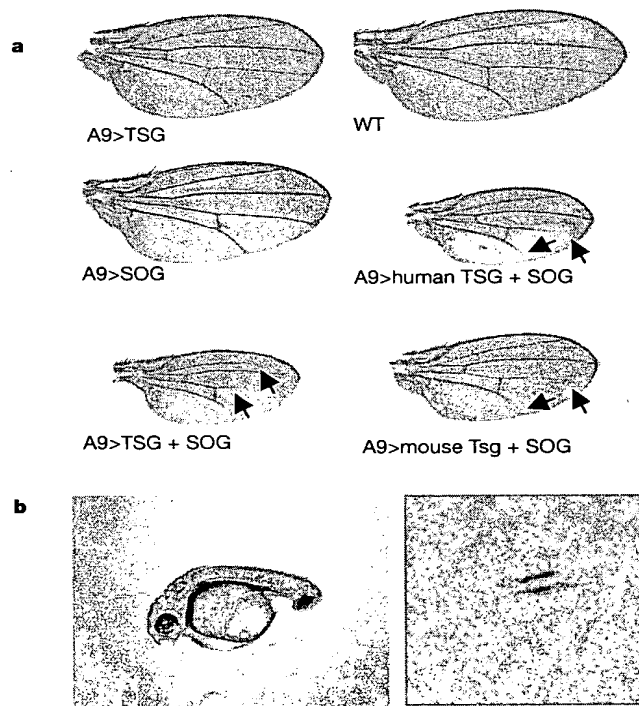 a
A9>TSG
WT
A9>SOG
A9>human TSG + SOG
A9>TSG + SOG
A9>mouse Tsg + SOG
b